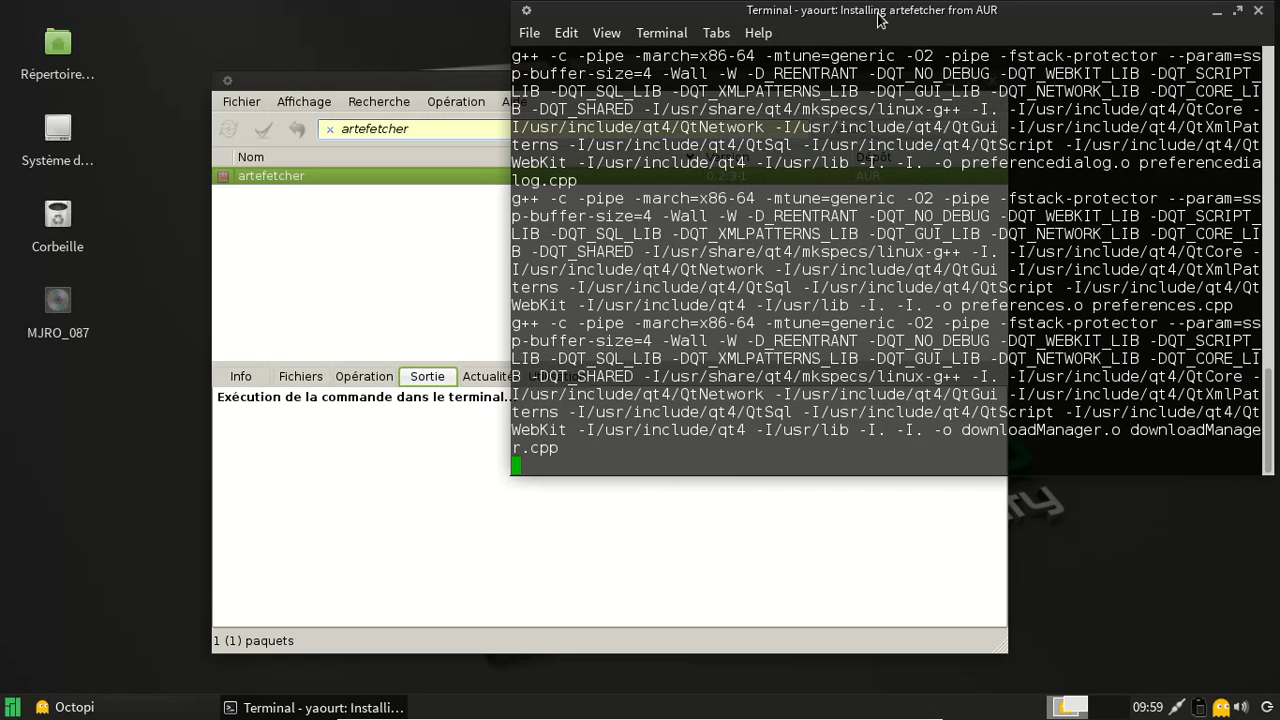 Répertoire...
Système d...
Corbeille
MJRO_087
Fichier Affichage Recherche Opération
artefetcher
Nom
artefetcher
Info Fichiers Opération Sortie Actualité
Exécution de la commande dans le terminal...
1 (1) paquets
Terminal - yaourt: Installing artefetcher from AUR
File Edit View Terminal Tabs Help
g++ -c -pipe -march=x86-64 -mtune=generic -O2 -pipe -fstack-protector --param=ss
p-buffer-size=4 -Wall -W -D_REENTRANT -DQT_NO_DEBUG -DQT_WEBKIT_LIB -DQT_SCRIPT_
LIB -DQT_SQL_LIB -DQT_XMLPATTERNS_LIB -DQT_GUI_LIB -DQT_NETWORK_LIB -DQT_CORE_LI
B -DQT_SHARED -I/usr/share/qt4/mkspecs/linux-g++ -I. -I/usr/include/qt4/QtCore -
I/usr/include/qt4/QtNetwork -I/usr/include/qt4/QtGui -I/usr/include/qt4/QtXmlPat
terns -I/usr/include/qt4/QtSql -I/usr/include/qt4/QtScript -I/usr/include/qt4/Qt
WebKit -I/usr/include/qt4 -I/usr/lib -I. -I. -o preferencedialog.o preferencedia
log.cpp
g++ -c -pipe -march=x86-64 -mtune=generic -O2 -pipe -fstack-protector --param=ss
p-buffer-size=4 -Wall -W -D_REENTRANT -DQT_NO_DEBUG -DQT_WEBKIT_LIB -DQT_SCRIPT_
LIB -DQT_SQL_LIB -DQT_XMLPATTERNS_LIB -DQT_GUI_LIB -DQT_NETWORK_LIB -DQT_CORE_LI
B -DQT_SHARED -I/usr/share/qt4/mkspecs/linux-g++ -I. -I/usr/include/qt4/QtCore -
I/usr/include/qt4/QtNetwork -I/usr/include/qt4/QtGui -I/usr/include/qt4/QtXmlPat
terns -I/usr/include/qt4/QtSql -I/usr/include/qt4/QtScript -I/usr/include/qt4/Qt
WebKit -I/usr/include/qt4 -I/usr/lib -I. -I. -o preferences.o preferences.cpp
g++ -c -pipe -march=x86-64 -mtune=generic -O2 -pipe -fstack-protector --param=ss
p-buffer-size=4 -Wall -W -D_REENTRANT -DQT_NO_DEBUG -DQT_WEBKIT_LIB -DQT_SCRIPT_
LIB -DQT_SQL_LIB -DQT_XMLPATTERNS_LIB -DQT_GUI_LIB -DQT_NETWORK_LIB -DQT_CORE_LI
B -DQT_SHARED -I/usr/share/qt4/mkspecs/linux-g++ -I. -I/usr/include/qt4/QtCore -
I/usr/include/qt4/QtNetwork -I/usr/include/qt4/QtGui -I/usr/include/qt4/QtXmlPat
terns -I/usr/include/qt4/QtSql -I/usr/include/qt4/QtScript -I/usr/include/qt4/Qt
WebKit -I/usr/include/qt4 -I/usr/lib -I. -I. -o downloadManager.o downloadManage
r.cpp
Octopi
Terminal - yaourt: Installi...
09:59